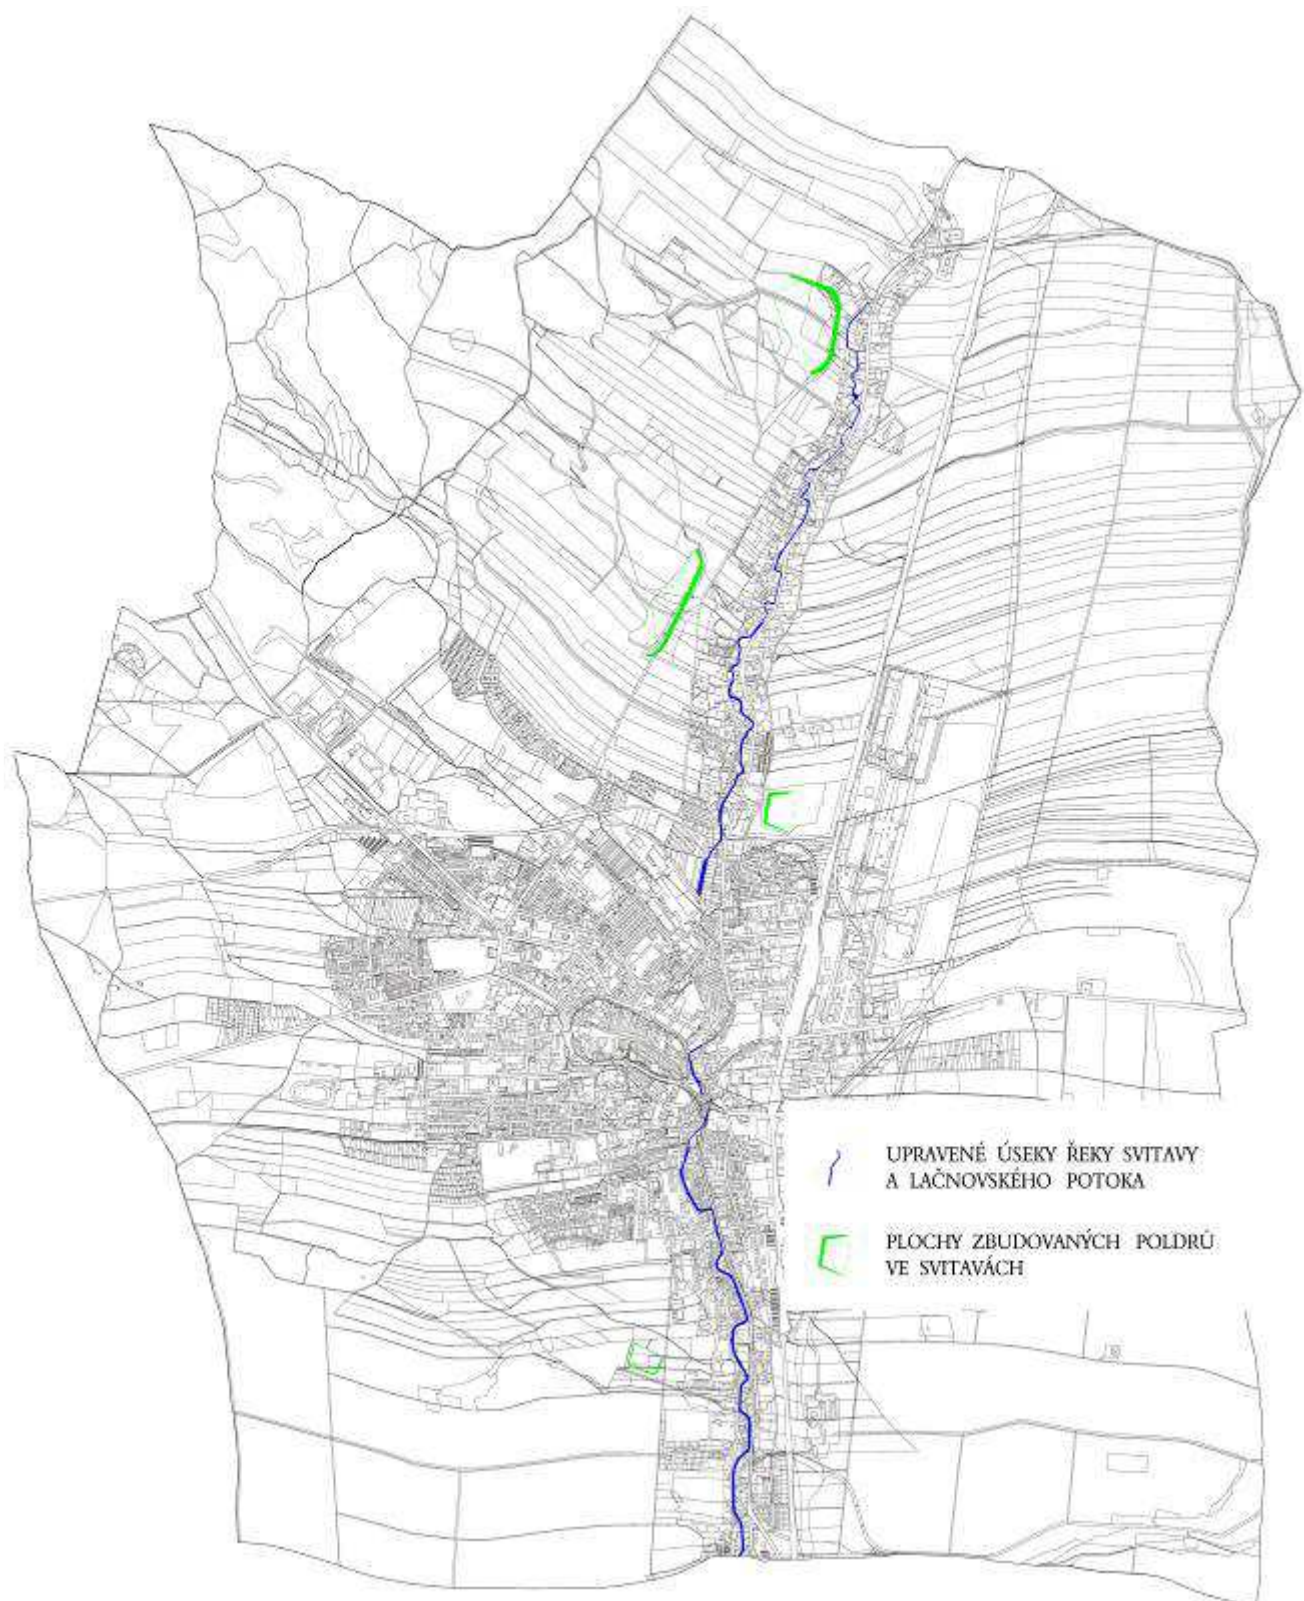 UPRAVENÉ ÚSEKY ŘEKY SVITAVY
A LAČNOVSKÉHO POTOKA
PLOCHY ZBUDOVANÝCH POLDRŮ
VE SVITAVÁCH